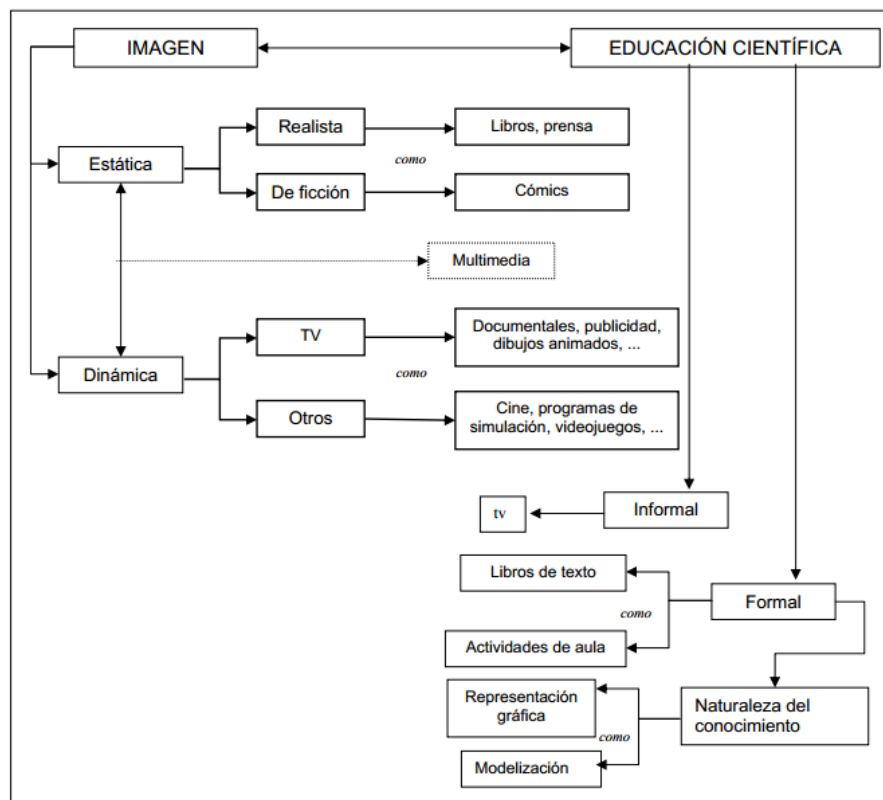 IMAGEN
EDUCACIÓN CIENTÍFICA
Realista
Libros, prensa
Estática
como
De ficción
Cómics
Multimedia
TV
Documentales, publicidad,
dibujos animados, ...
Dinámica
como
Otros
Cine, programas de
simulación, videojuegos, ...
tv
Informal
Libros de texto
Formal
como
Actividades de aula
Representación
gráfica
Naturaleza del
conocimiento
como
Modelización